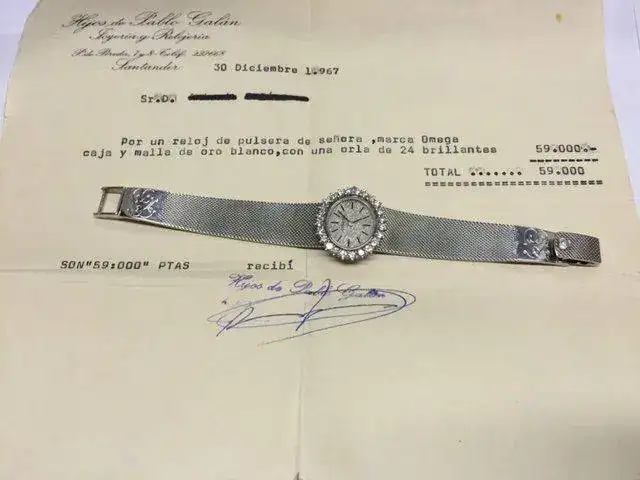 Hijos de Pablo Galán
Joyería y Relojería
Santander
30 Diciembre 1.967
Sr.D.
Por un reloj de pulsera de señora ,marca Omega
caja y malla de oro blanco,con una orla de 24 brillantes 59.000.-
TOTAL ....... 59.000
SON"59:000" PTAS recibí
Hijos de Pablo Galán